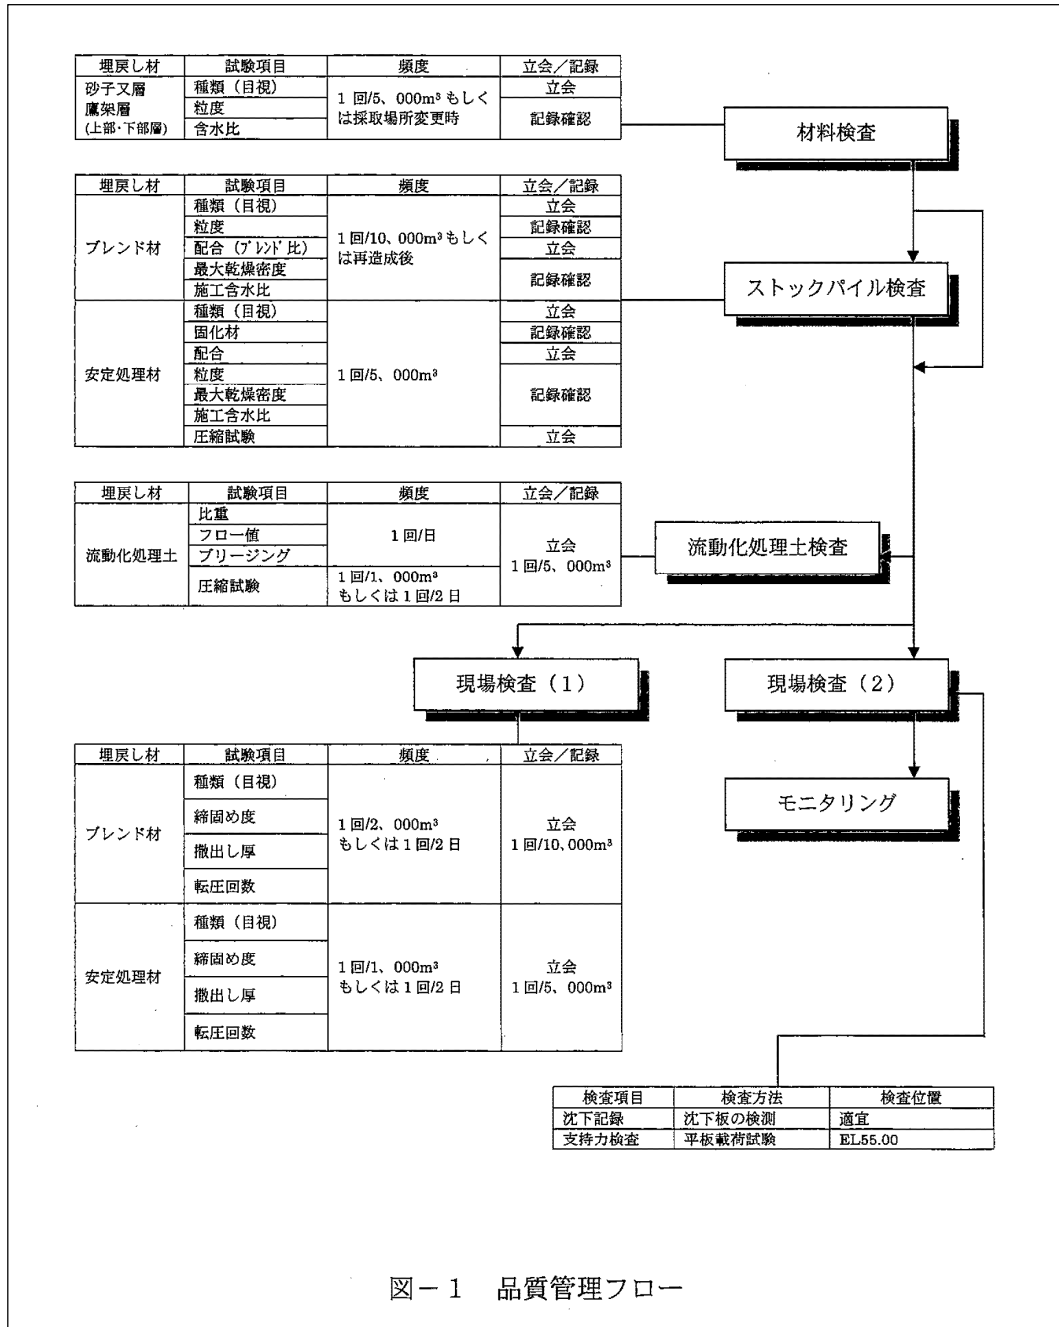 埋戻し材 試験項目 頻度 立会／記録
砂子又層 種類（目視） 立会
鷹架層 粒度 1 回/5、000m³ もしく
(上部･下部層) 含水比 は採取場所変更時 記録確認
材料検査
埋戻し材 試験項目 頻度 立会／記録
種類（目視） 立会
粒度 1 回/10、000m³ もしく 記録確認
ブレンド材 配合（ﾌﾞﾚﾝﾄﾞ比） は再造成後 立会
最大乾燥密度 記録確認
施工含水比
ストックパイル検査
種類（目視） 立会
固化材 記録確認
配合 立会
安定処理材 粒度 1 回/5、000m³
最大乾燥密度 記録確認
施工含水比
圧縮試験 立会
埋戻し材 試験項目 頻度 立会／記録
比重
フロー値 1 回/日
流動化処理土 ブリージング 立会
1 回/5、000m³
圧縮試験 1 回/1、000m³
もしくは 1 回/2 日
流動化処理土検査
現場検査（1） 現場検査（2）
モニタリング
埋戻し材 試験項目 頻度 立会／記録
種類（目視）
締固め度
ブレンド材 1 回/2、000m³ 立会
もしくは 1 回/2 日 1 回/10、000m³
撒出し厚
転圧回数
種類（目視）
締固め度
安定処理材 1 回/1、000m³ 立会
もしくは 1 回/2 日 1 回/5、000m³
撒出し厚
転圧回数
検査項目 検査方法 検査位置
沈下記録 沈下板の検測 適宜
支持力検査 平板載荷試験 EL55.00
図－1 品質管理フロー